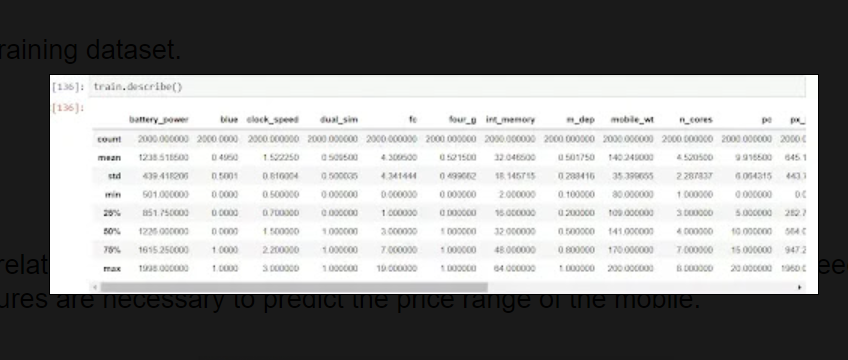 raining dataset.
[136]: train.describe()
[136]:
battery_power blue clock_speed dual_sim fc four_g int_memory m_dep mobile_wt n_cores pc px_
count 2000.000000 2000.0000 2000.000000 2000.000000 2000.000000 2000.000000 2000.000000 2000.000000 2000.000000 2000.000000 2000.000000 2000.0
mean 1238.518500 0.4950 1.522250 0.509500 4.309500 0.521500 32.046500 0.501750 140.249000 4.520500 9.916500 645.1
std 439.418206 0.5001 0.816004 0.500035 4.341444 0.499662 18.145715 0.288416 35.399655 2.287837 6.064315 443.7
min 501.000000 0.0000 0.500000 0.000000 0.000000 0.000000 2.000000 0.100000 80.000000 1.000000 0.000000 0.0
25% 851.750000 0.0000 0.700000 0.000000 1.000000 0.000000 16.000000 0.200000 109.000000 3.000000 5.000000 282.7
50% 1226.000000 0.0000 1.500000 1.000000 3.000000 1.000000 32.000000 0.500000 141.000000 4.000000 10.000000 564.0
75% 1615.250000 1.0000 2.200000 1.000000 7.000000 1.000000 48.000000 0.800000 170.000000 7.000000 15.000000 947.2
max 1998.000000 1.0000 3.000000 1.000000 19.000000 1.000000 64.000000 1.000000 200.000000 8.000000 20.000000 1960.0
relat ee
ures are necessary to predict the price range of the mobile.